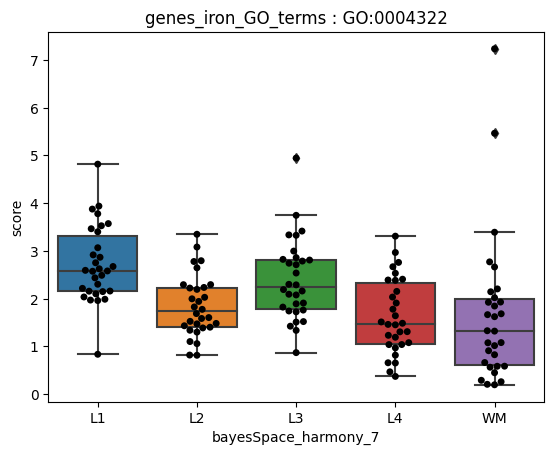 genes_iron_GO_terms : GO:0004322
7
6
5
4
3
2
1
0
score
L1 L2 L3 L4 WM
bayesSpace_harmony_7